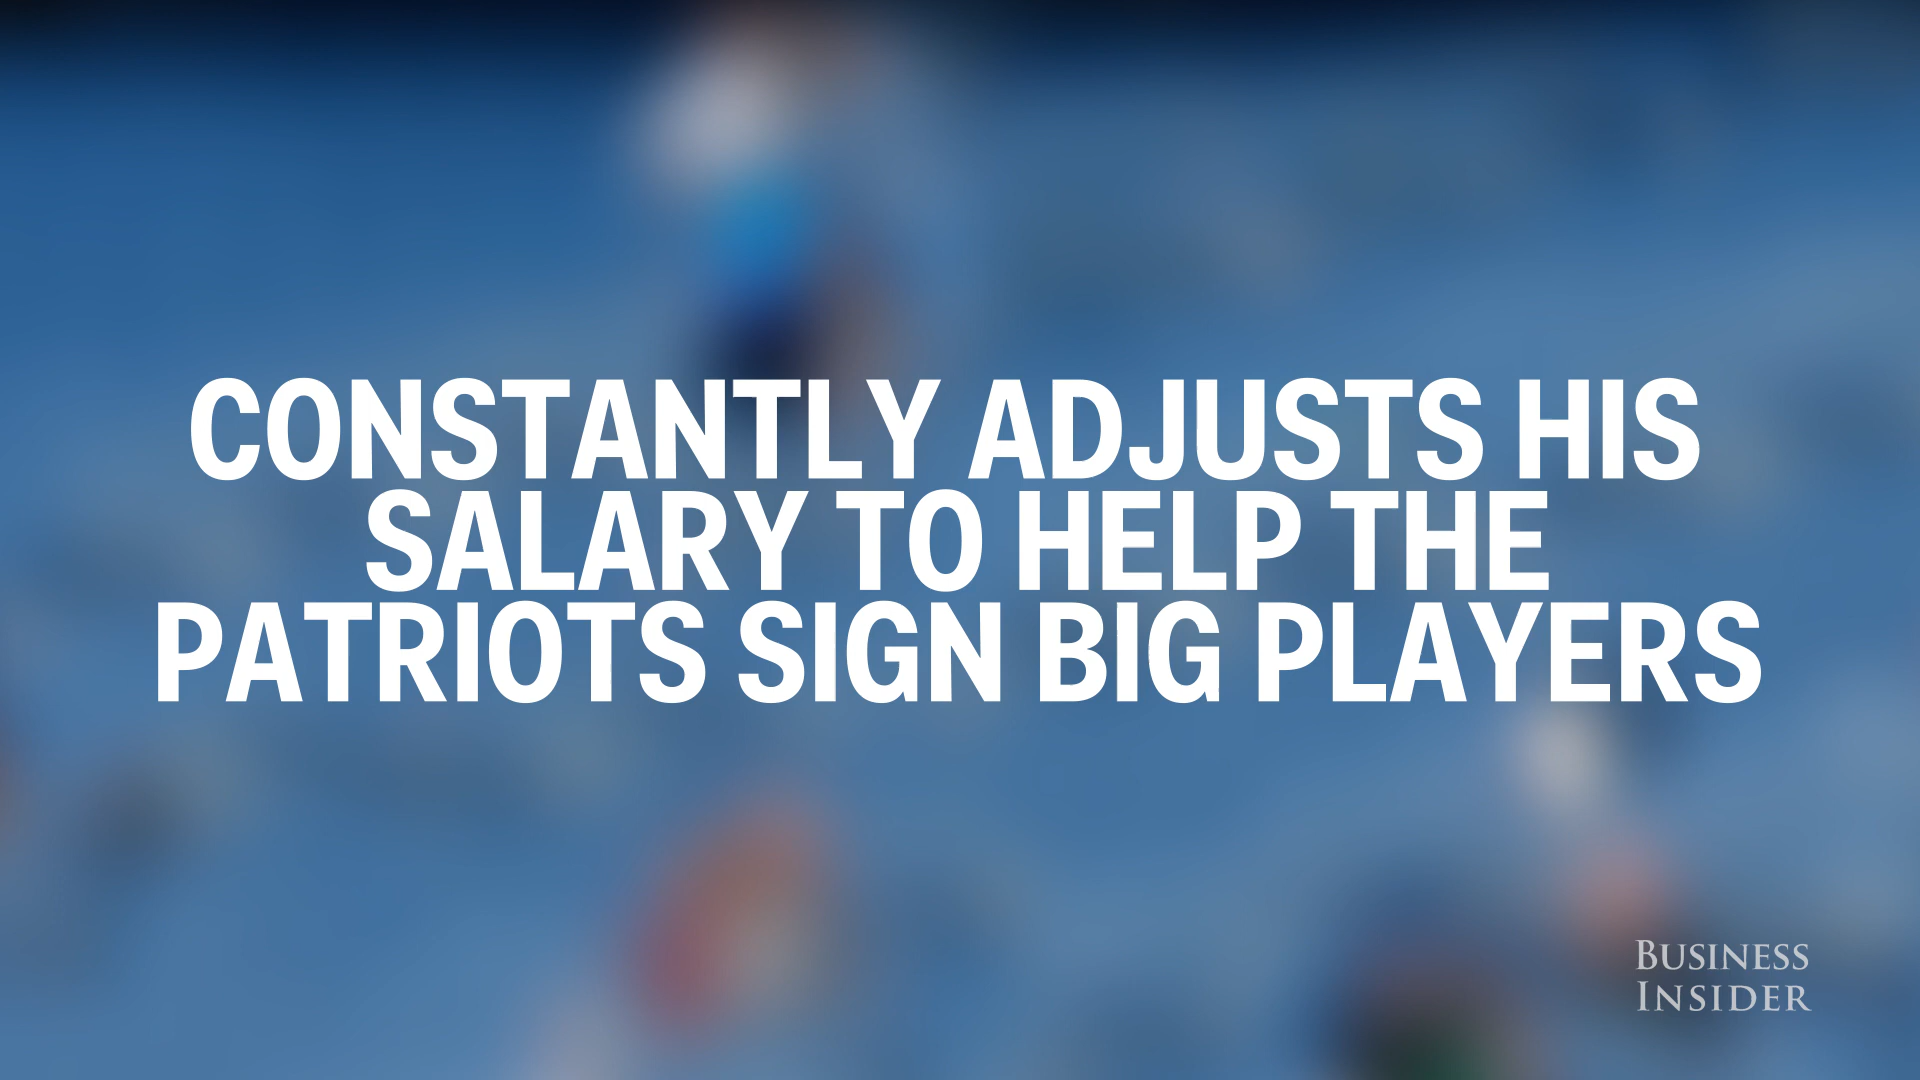 CONSTANTLY ADJUSTS HIS
SALARY TO HELP THE
PATRIOTS SIGN BIG PLAYERS
BUSINESS
INSIDER